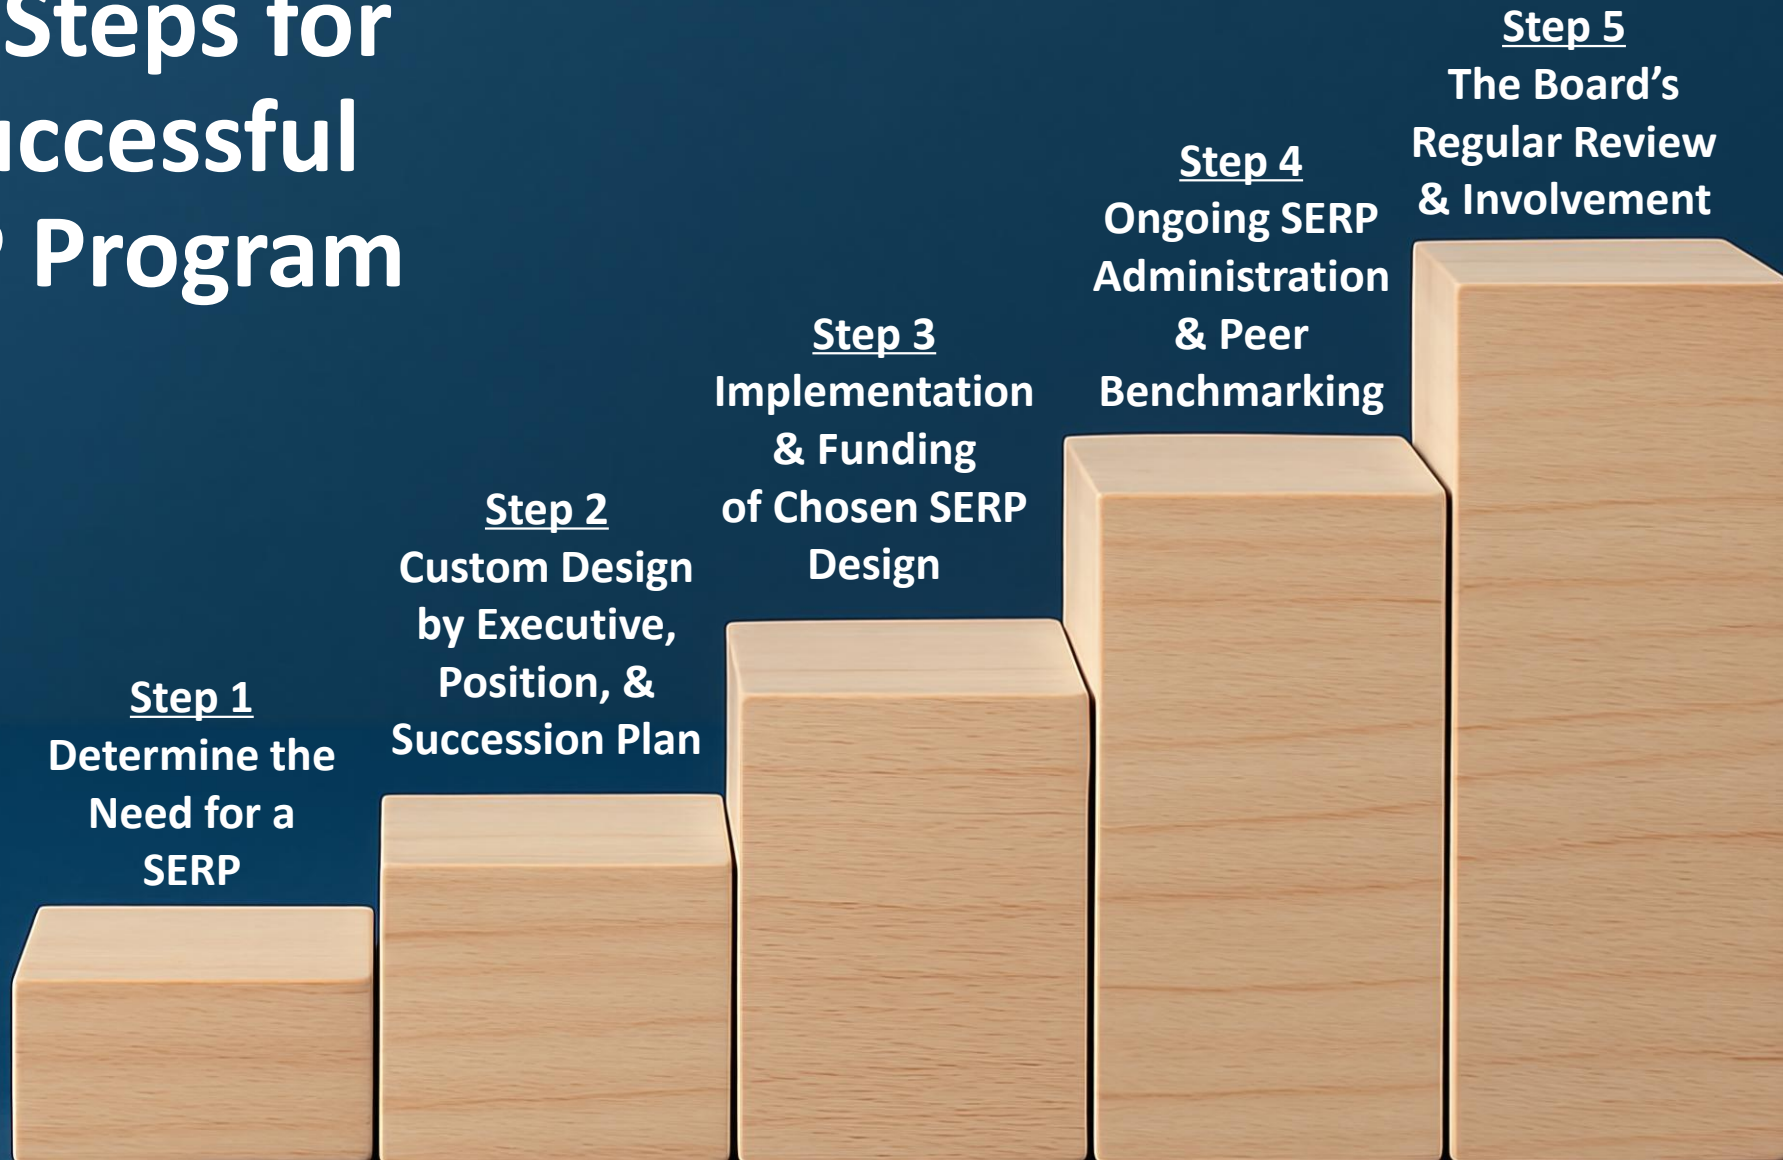 Steps for
uccessful
Program
Step 1
Determine the
Need for a
SERP
Step 2
Custom Design
by Executive,
Position, &
Succession Plan
Step 3
Implementation
& Funding
of Chosen SERP
Design
Step 4
Ongoing SERP
Administration
& Peer
Benchmarking
Step 5
The Board’s
Regular Review
& Involvement